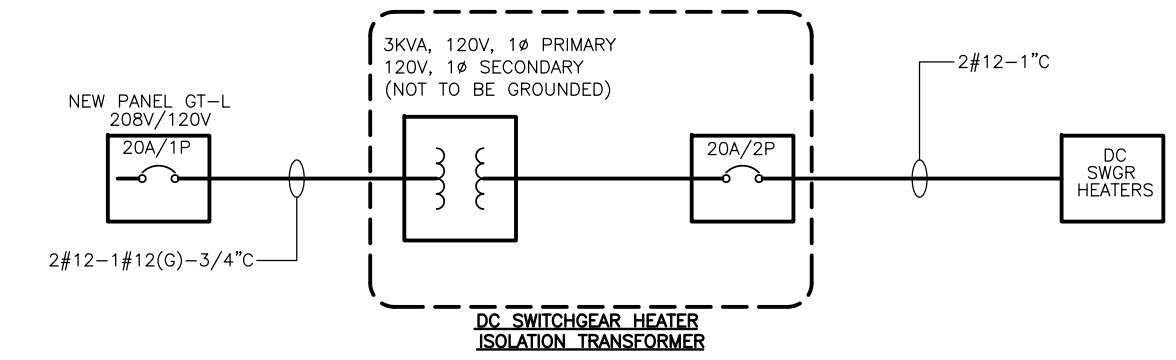 3KVA, 120V, 1ø PRIMARY
120V, 1ø SECONDARY
(NOT TO BE GROUNDED)
2#12-1"C
NEW PANEL GT-L
208V/120V
20A/1P
20A/2P
DC
SWGR
HEATERS
2#12-1#12(G)-3/4"C
DC SWITCHGEAR HEATER
ISOLATION TRANSFORMER